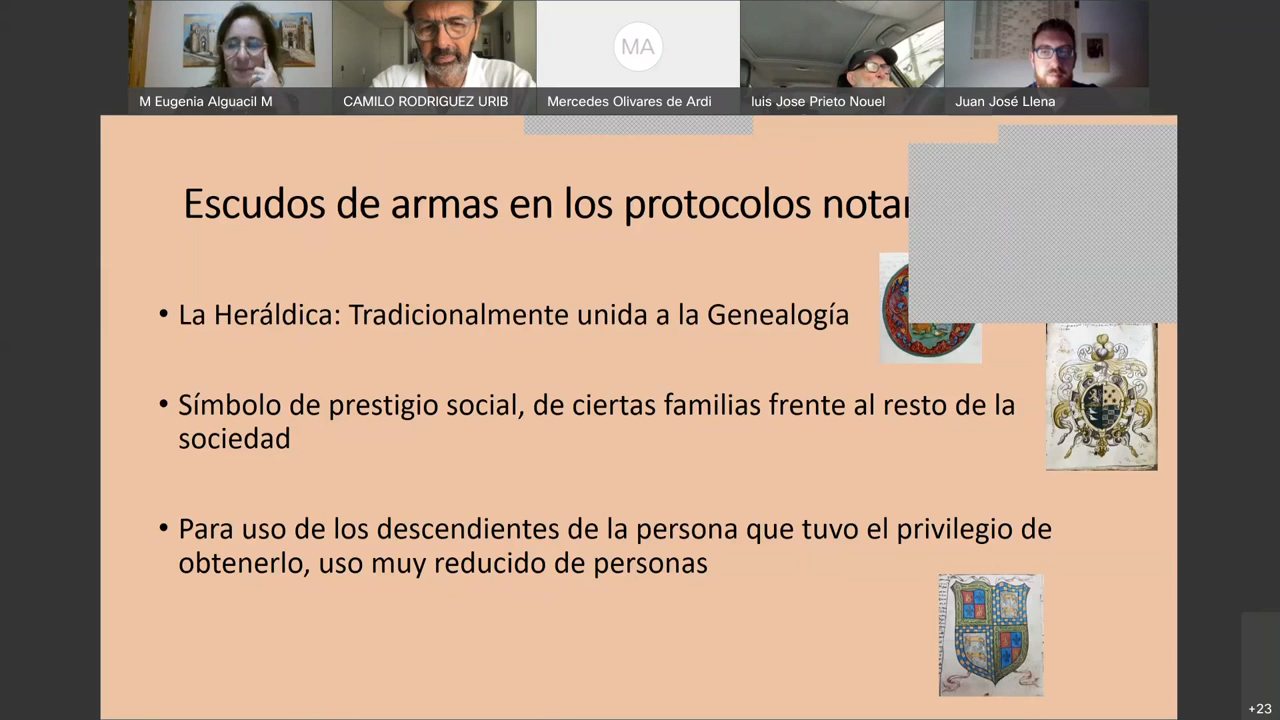 MA
M Eugenia Alguacil M
CAMILO RODRIGUEZ URIB
Mercedes Olivares de Ardi
luis Jose Prieto Nouel
Juan José Llena
Escudos de armas en los protocolos notar
• La Heráldica: Tradicionalmente unida a la Genealogía
• Símbolo de prestigio social, de ciertas familias frente al resto de la
sociedad
• Para uso de los descendientes de la persona que tuvo el privilegio de
obtenerlo, uso muy reducido de personas
+23